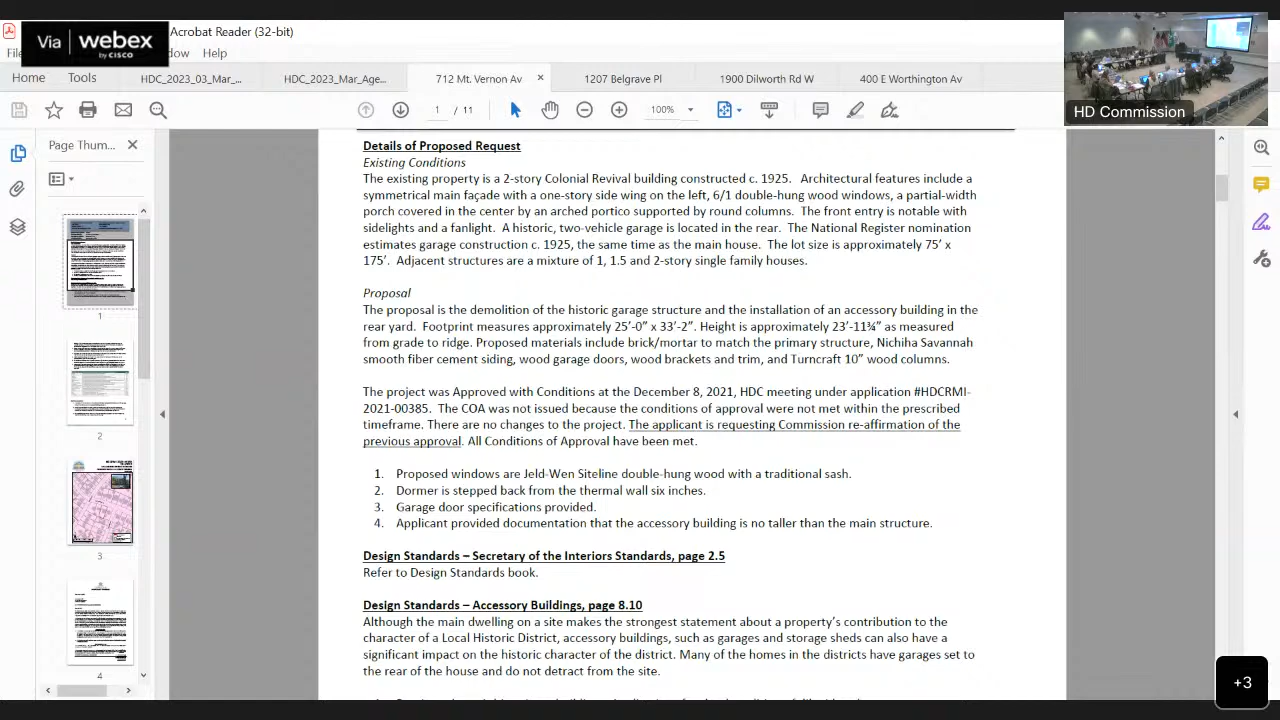 Via webex
by CISCO
Acrobat Reader (32-bit)
Help
Home Tools HDC_2023_03_Mar_... HDC_2023_Mar_Age... 712 Mt. Vernon Av × 1207 Belgrave Pl 1900 Dilworth Rd W 400 E Worthington Av
1 / 11 100%
HD Commission
Page Thum...
1
2
3
4
Details of Proposed Request
Existing Conditions
The existing property is a 2-story Colonial Revival building constructed c. 1925. Architectural features include a
symmetrical main façade with a one-story side wing on the left, 6/1 double-hung wood windows, a partial-width
porch covered in the center by an arched portico supported by round columns. The front entry is notable with
sidelights and a fanlight. A historic, two-vehicle garage is located in the rear. The National Register nomination
estimates garage construction c. 1925, the same time as the main house. The lot size is approximately 75' x
175'. Adjacent structures are a mixture of 1, 1.5 and 2-story single family houses.
Proposal
The proposal is the demolition of the historic garage structure and the installation of an accessory building in the
rear yard. Footprint measures approximately 25'-0" x 33'-2". Height is approximately 23'-11¾" as measured
from grade to ridge. Proposed materials include brick/mortar to match the primary structure, Nichiha Savannah
smooth fiber cement siding, wood garage doors, wood brackets and trim, and Turncraft 10" wood columns.
The project was Approved with Conditions at the December 8, 2021, HDC meeting under application #HDCRMI-
2021-00385. The COA was not issued because the conditions of approval were not met within the prescribed
timeframe. There are no changes to the project. The applicant is requesting Commission re-affirmation of the
previous approval. All Conditions of Approval have been met.
1. Proposed windows are Jeld-Wen Siteline double-hung wood with a traditional sash.
2. Dormer is stepped back from the thermal wall six inches.
3. Garage door specifications provided.
4. Applicant provided documentation that the accessory building is no taller than the main structure.
Design Standards – Secretary of the Interiors Standards, page 2.5
Refer to Design Standards book.
Design Standards – Accessory Buildings, page 8.10
Although the main dwelling on a site makes the strongest statement about a property's contribution to the
character of a Local Historic District, accessory buildings, such as garages and storage sheds can also have a
significant impact on the historic character of the district. Many of the homes in the districts have garages set to
the rear of the house and do not detract from the site.
+3